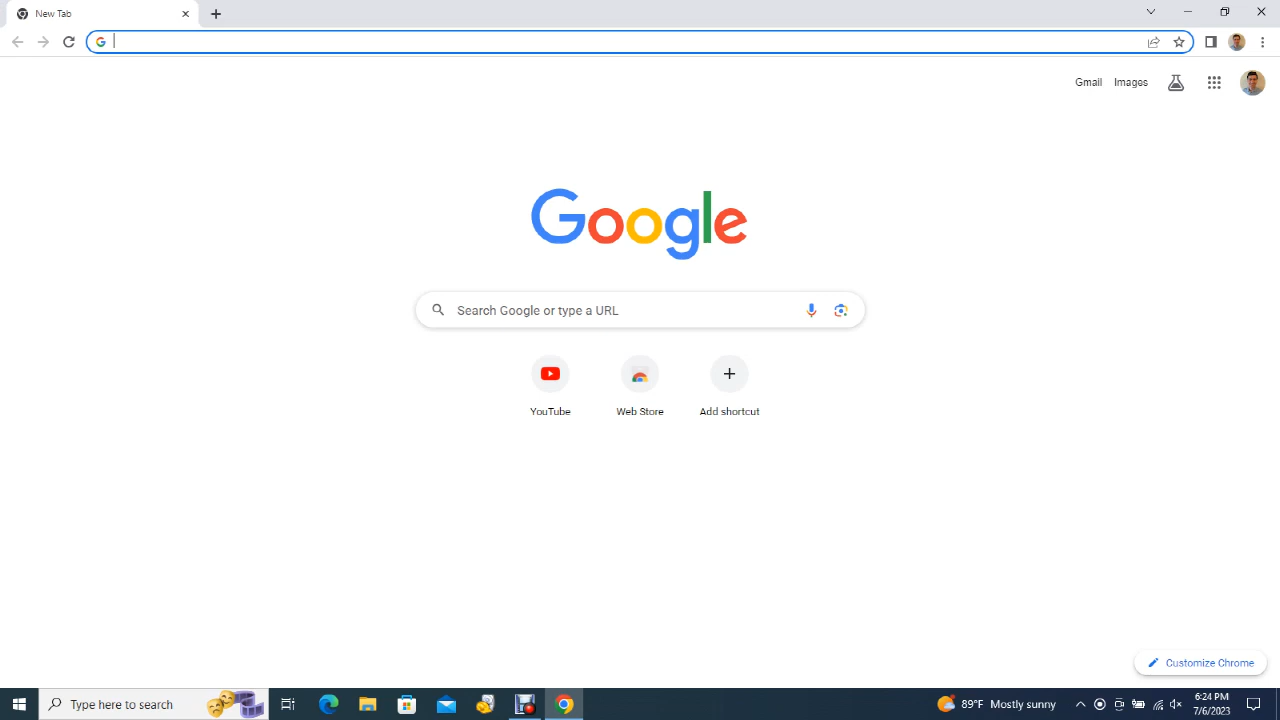 New Tab
Gmail Images
Google
Search Google or type a URL
YouTube Web Store Add shortcut
Customize Chrome
Type here to search
89°F Mostly sunny
6:24 PM
7/6/2023